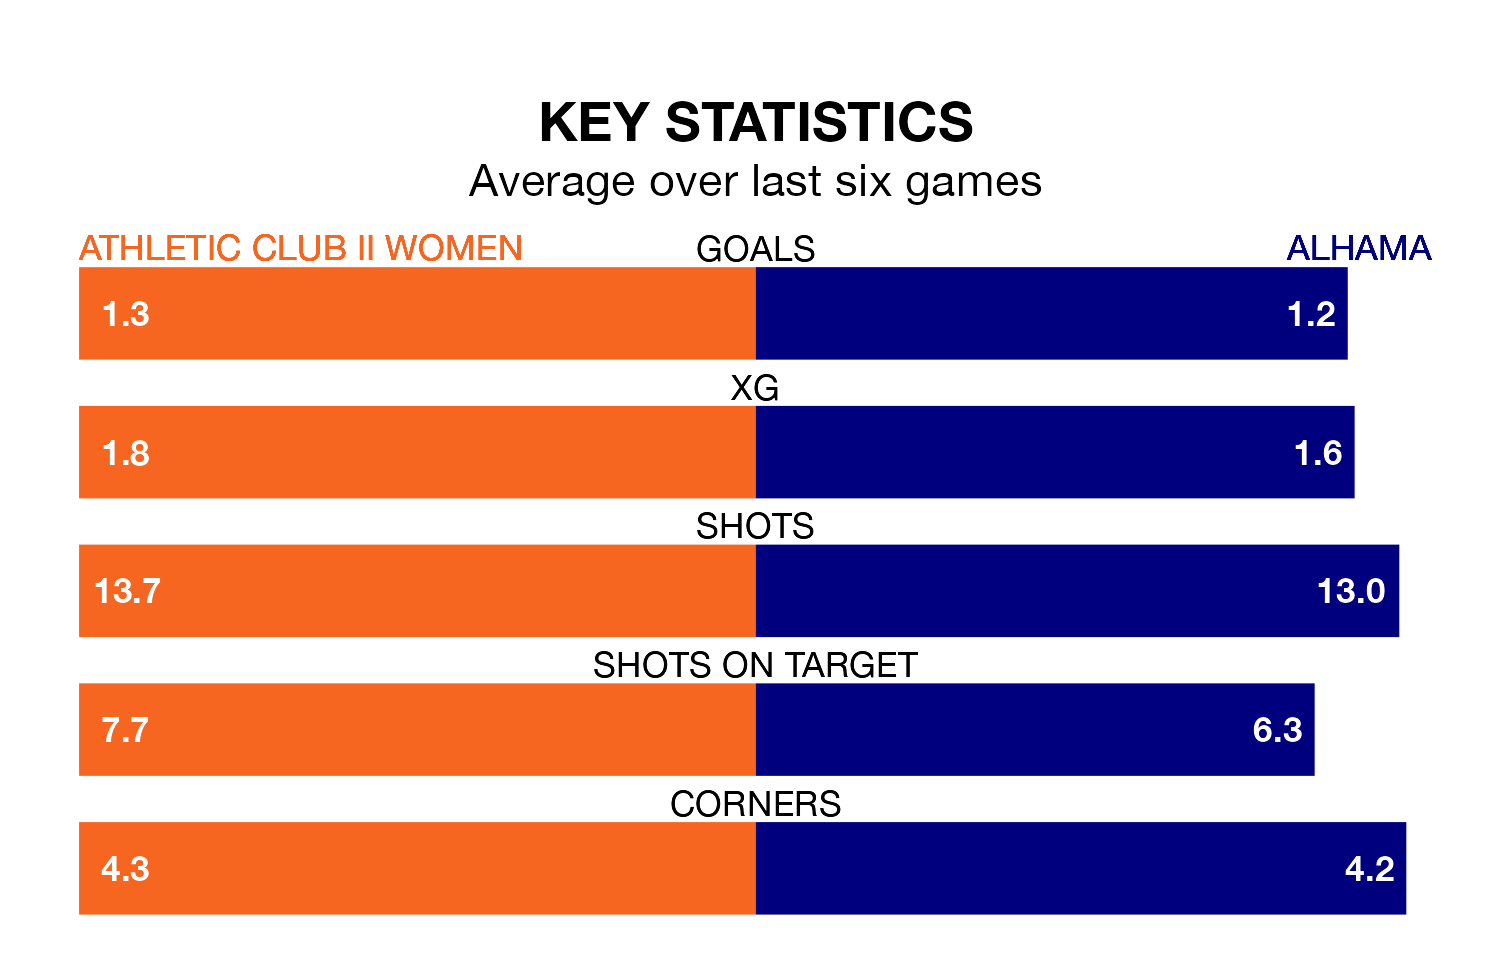 KEY STATISTICS
Average over last six games
ATHLETIC CLUB II WOMEN GOALS ALHAMA
1.3 1.2
XG
1.8 1.6
SHOTS
13.7 13.0
SHOTS ON TARGET
7.7 6.3
CORNERS
4.3 4.2